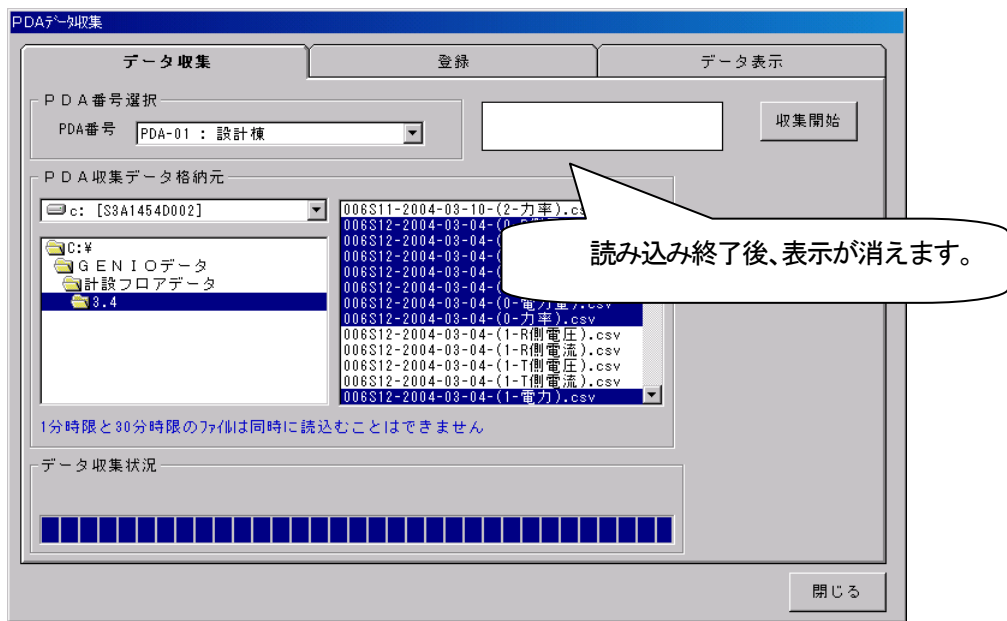 PDAﾃﾞｰﾀ収集
データ収集
登録
データ表示
ＰＤＡ番号選択
PDA番号
PDA-01 : 設計棟
収集開始
ＰＤＡ収集データ格納元
c: [S3A1454D002]
C:¥
ＧＥＮＩＯデータ
計設フロアデータ
3.4
006S11-2004-03-10-(2-力率).cs
006S12-2004-03-04-(0-
006S12-2004-03-04-(
006S12-2004-03-04-(
006S12-2004-03-04-(
006S12-2004-03-04-(
006S12-2004-03-04-(0-電力量).csv
006S12-2004-03-04-(0-力率).csv
006S12-2004-03-04-(1-R側電圧).csv
006S12-2004-03-04-(1-R側電流).csv
006S12-2004-03-04-(1-T側電圧).csv
006S12-2004-03-04-(1-T側電流).csv
006S12-2004-03-04-(1-電力).csv
読み込み終了後、表示が消えます。
1分時限と30分時限のﾌｧｲﾙは同時に読込むことはできません
データ収集状況
閉じる